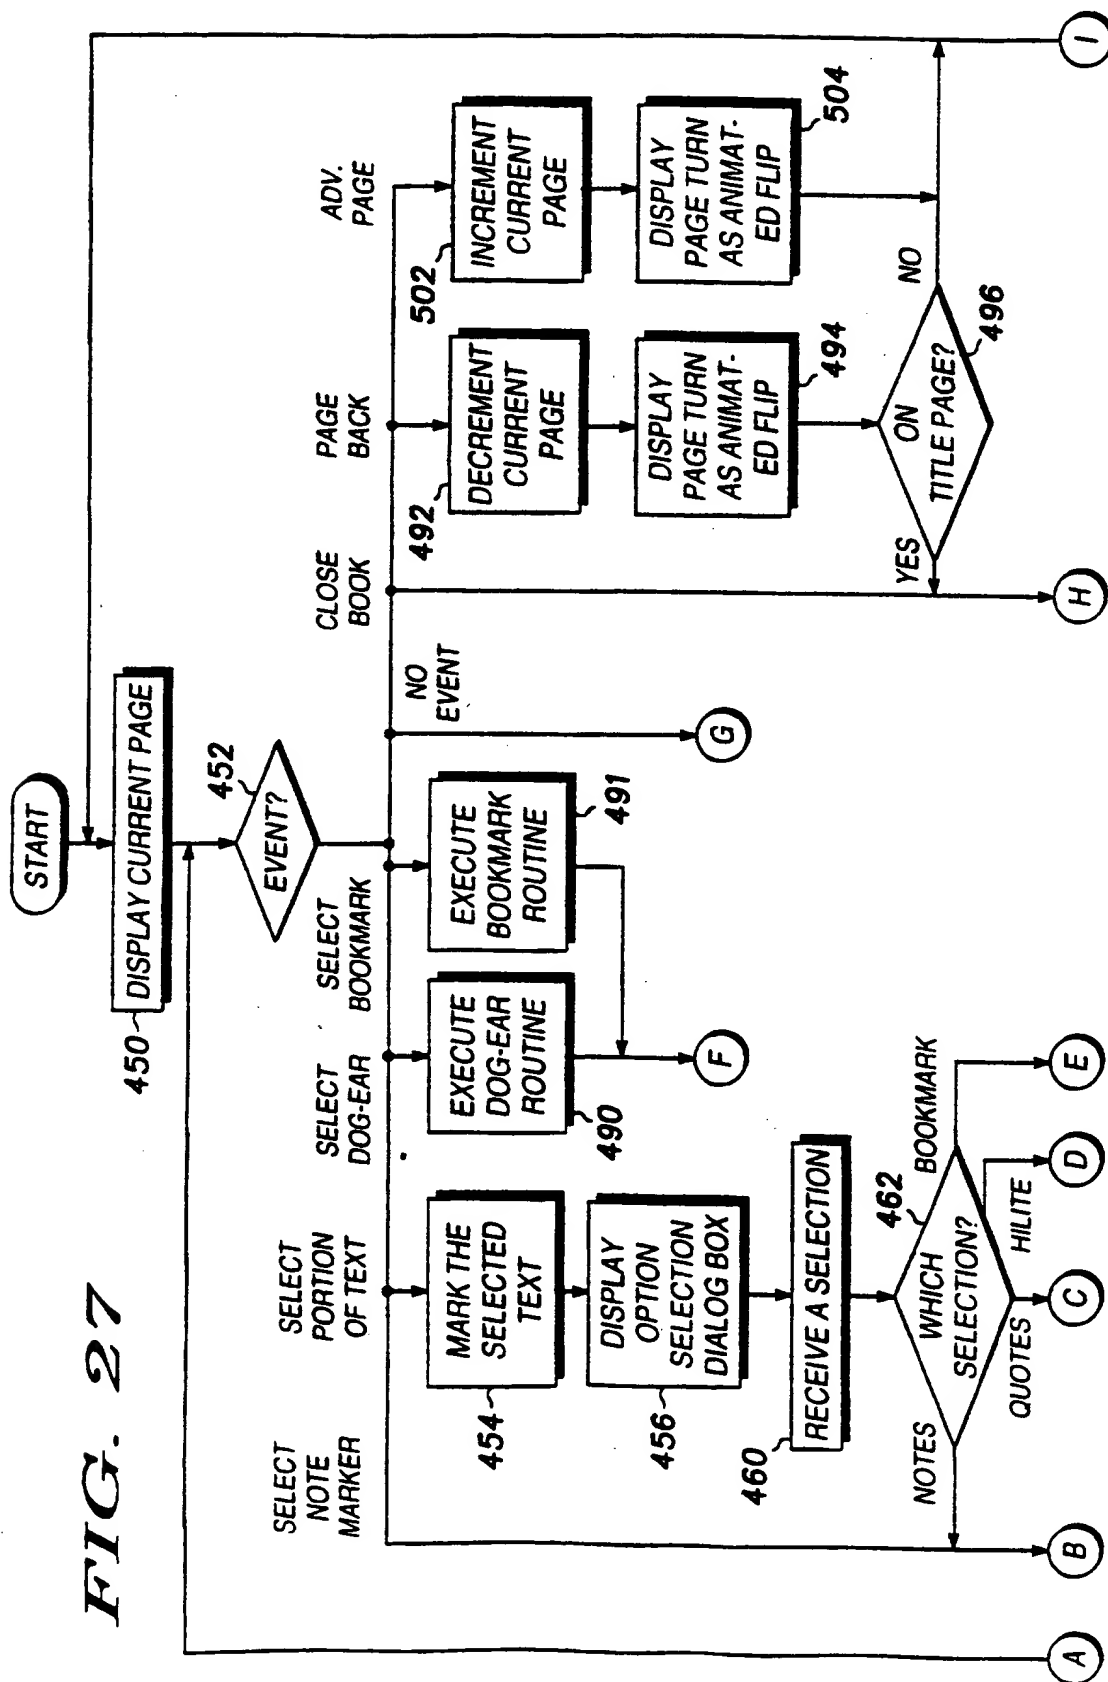 FIG. 27
START
450
DISPLAY CURRENT PAGE
452
EVENT?
SELECT
NOTE
MARKER
SELECT
PORTION
OF TEXT
SELECT
DOG-EAR
SELECT
BOOKMARK
NO
EVENT
CLOSE
BOOK
PAGE
BACK
ADV.
PAGE
454
MARK THE
SELECTED
TEXT
490
EXECUTE
DOG-EAR
ROUTINE
491
EXECUTE
BOOKMARK
ROUTINE
492
DECREMENT
CURRENT
PAGE
502
INCREMENT
CURRENT
PAGE
456
DISPLAY
OPTION
SELECTION
DIALOG BOX
F
G
494
DISPLAY
PAGE TURN
AS ANIMAT-
ED FLIP
504
DISPLAY
PAGE TURN
AS ANIMAT-
ED FLIP
460
RECEIVE A SELECTION
462
WHICH
SELECTION?
NOTES
QUOTES
HILITE
BOOKMARK
YES
ON
TITLE PAGE?
NO
496
A
B
C
D
E
H
I